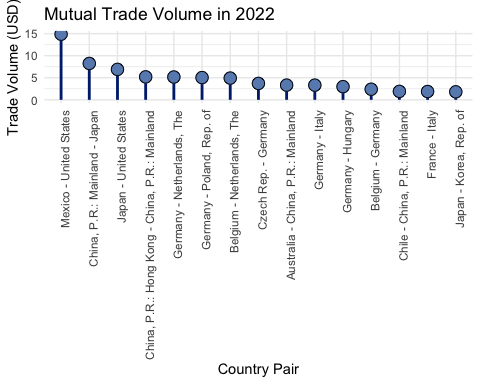 Mutual Trade Volume in 2022
Trade Volume (USD)
15
10
5
0
Mexico - United States
China, P.R.: Mainland - Japan
Japan - United States
China, P.R.: Hong Kong - China, P.R.: Mainland
Germany - Netherlands, The
Germany - Poland, Rep. of
Belgium - Netherlands, The
Czech Rep. - Germany
Australia - China, P.R.: Mainland
Germany - Italy
Germany - Hungary
Belgium - Germany
Chile - China, P.R.: Mainland
France - Italy
Japan - Korea, Rep. of
Country Pair